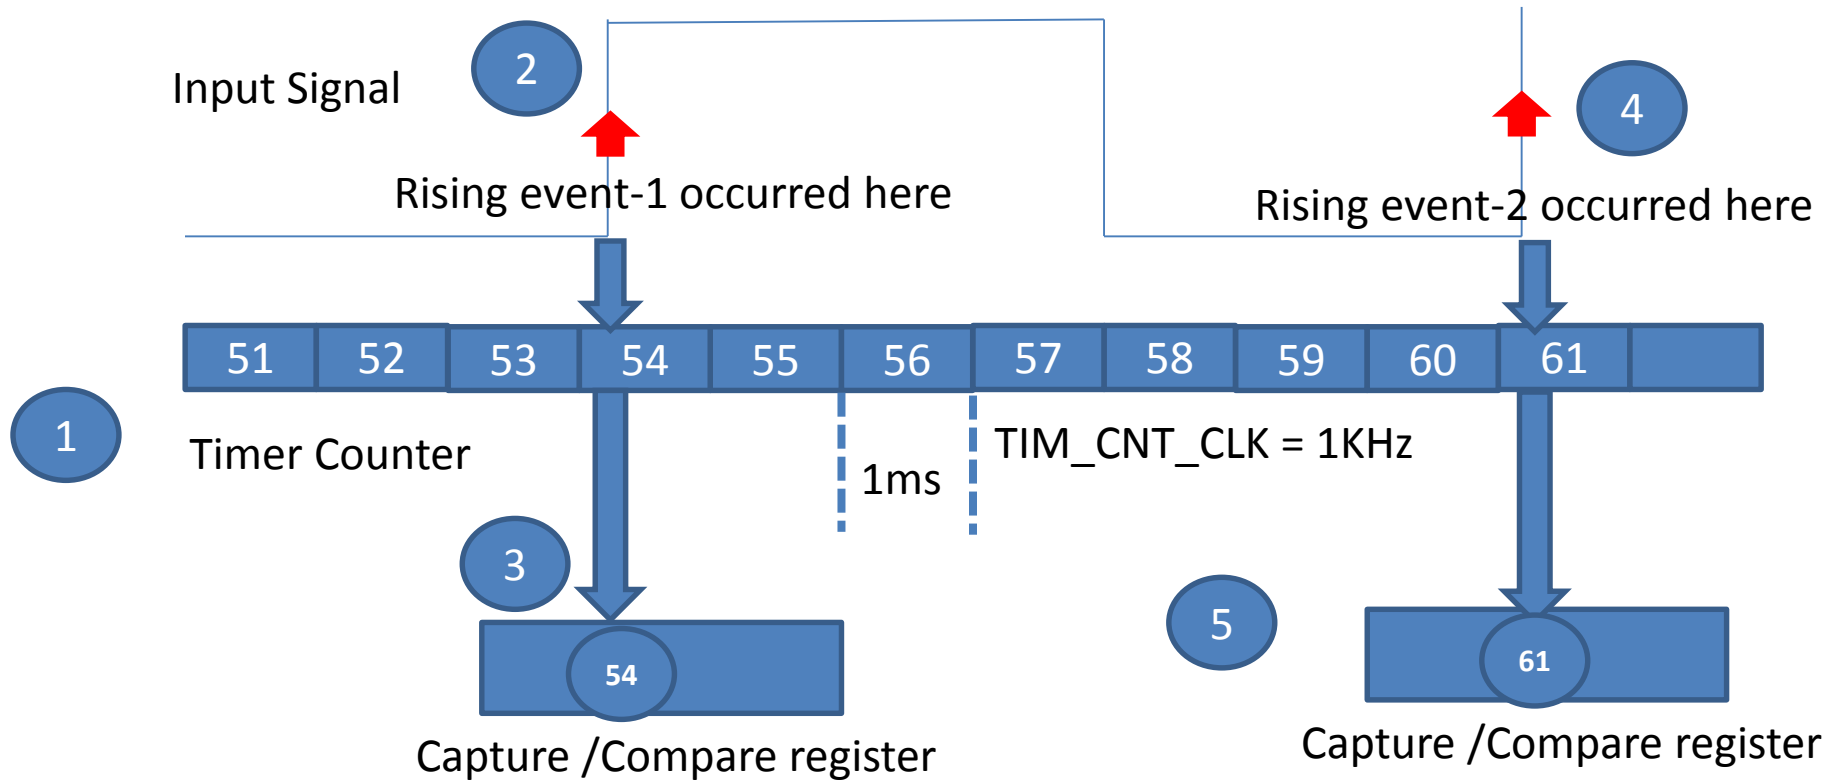 2
Input Signal
4
Rising event-1 occurred here
Rising event-2 occurred here
51 52 53 54 55 56 57 58 59 60 61
1
Timer Counter
TIM_CNT_CLK = 1KHz
1ms
3
5
54
61
Capture /Compare register
Capture /Compare register